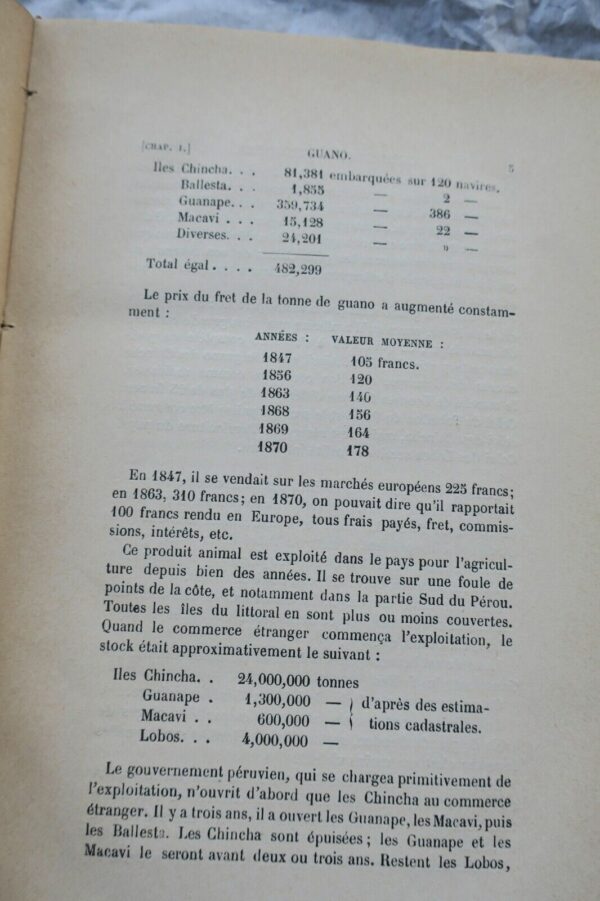 [CHAP. I.] GUANO. 5
Iles Chincha. . . 81,381 embarquées sur 120 navires.
Ballesta. . . 1,855 — 2 —
Guanape. . . 359,734 — 386 —
Macavi . . . 15,128 — 22 —
Diverses. . . 24,201 — » —
Total égal. . . . 482,299
Le prix du fret de la tonne de guano a augmenté constam-
ment :
ANNÉES : VALEUR MOYENNE :
1847 105 francs.
1856 120
1863 140
1868 156
1869 164
1870 178
En 1847, il se vendait sur les marchés européens 225 francs;
en 1863, 310 francs; en 1870, on pouvait dire qu'il rapportait
100 francs rendu en Europe, tous frais payés, fret, commis-
sions, intérêts, etc.
Ce produit animal est exploité dans le pays pour l'agricul-
ture depuis bien des années. Il se trouve sur une foule de
points de la côte, et notamment dans la partie Sud du Pérou.
Toutes les îles du littoral en sont plus ou moins couvertes.
Quand le commerce étranger commença l'exploitation, le
stock était approximativement le suivant :
Iles Chincha. . 24,000,000 tonnes
Guanape . 1,300,000 — } d'après des estima-
Macavi . . 600,000 — } tions cadastrales.
Lobos. . . 4,000,000 —
Le gouvernement péruvien, qui se chargea primitivement de
l'exploitation, n'ouvrit d'abord que les Chincha au commerce
étranger. Il y a trois ans, il a ouvert les Guanape, les Macavi, puis
les Ballesta. Les Chincha sont épuisées; les Guanape et les
Macavi le seront avant deux ou trois ans. Restent les Lobos,